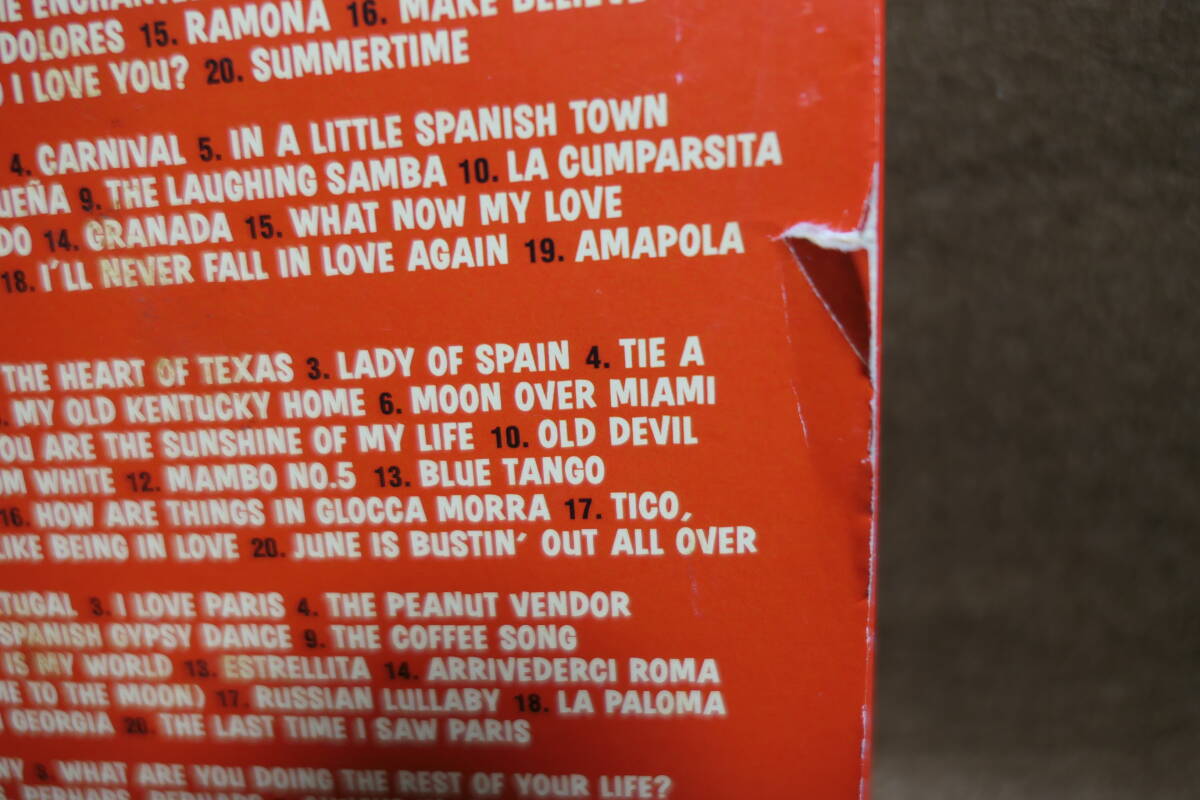 ENCHANTE
DOLORES 15. RAMONA 16. MAKE BELIEVE
I LOVE YOU? 20. SUMMERTIME
4. CARNIVAL 5. IN A LITTLE SPANISH TOWN
UEÑA 9. THE LAUGHING SAMBA 10. LA CUMPARSITA
DO 14. GRANADA 15. WHAT NOW MY LOVE
18. I'LL NEVER FALL IN LOVE AGAIN 19. AMAPOLA
THE HEART OF TEXAS 3. LADY OF SPAIN 4. TIE A
MY OLD KENTUCKY HOME 6. MOON OVER MIAMI
YOU ARE THE SUNSHINE OF MY LIFE 10. OLD DEVIL
OM WHITE 12. MAMBO NO.5 13. BLUE TANGO
16. HOW ARE THINGS IN GLOCCA MORRA 17. TICO,
LIKE BEING IN LOVE 20. JUNE IS BUSTIN' OUT ALL OVER
TUGAL 3. I LOVE PARIS 4. THE PEANUT VENDOR
SPANISH GYPSY DANCE 9. THE COFFEE SONG
IS MY WORLD 13. ESTRELLITA 14. ARRIVEDERCI ROMA
ME TO THE MOON) 17. RUSSIAN LULLABY 18. LA PALOMA
GEORGIA 20. THE LAST TIME I SAW PARIS
WHAT ARE YOU DOING THE REST OF YOUR LIFE?
PERHAPS, PERHAPS